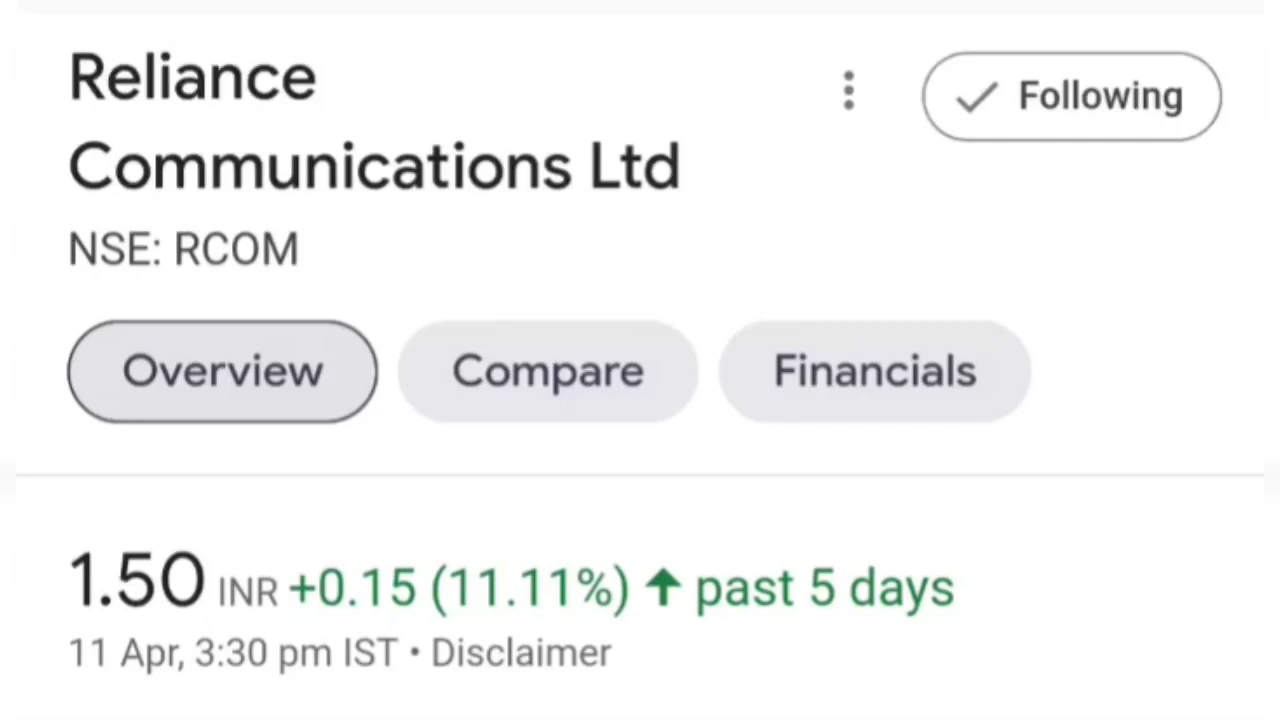 Reliance
Communications Ltd
Following
NSE: RCOM
Overview Compare Financials
1.50 INR +0.15 (11.11%) ↑ past 5 days
11 Apr, 3:30 pm IST • Disclaimer